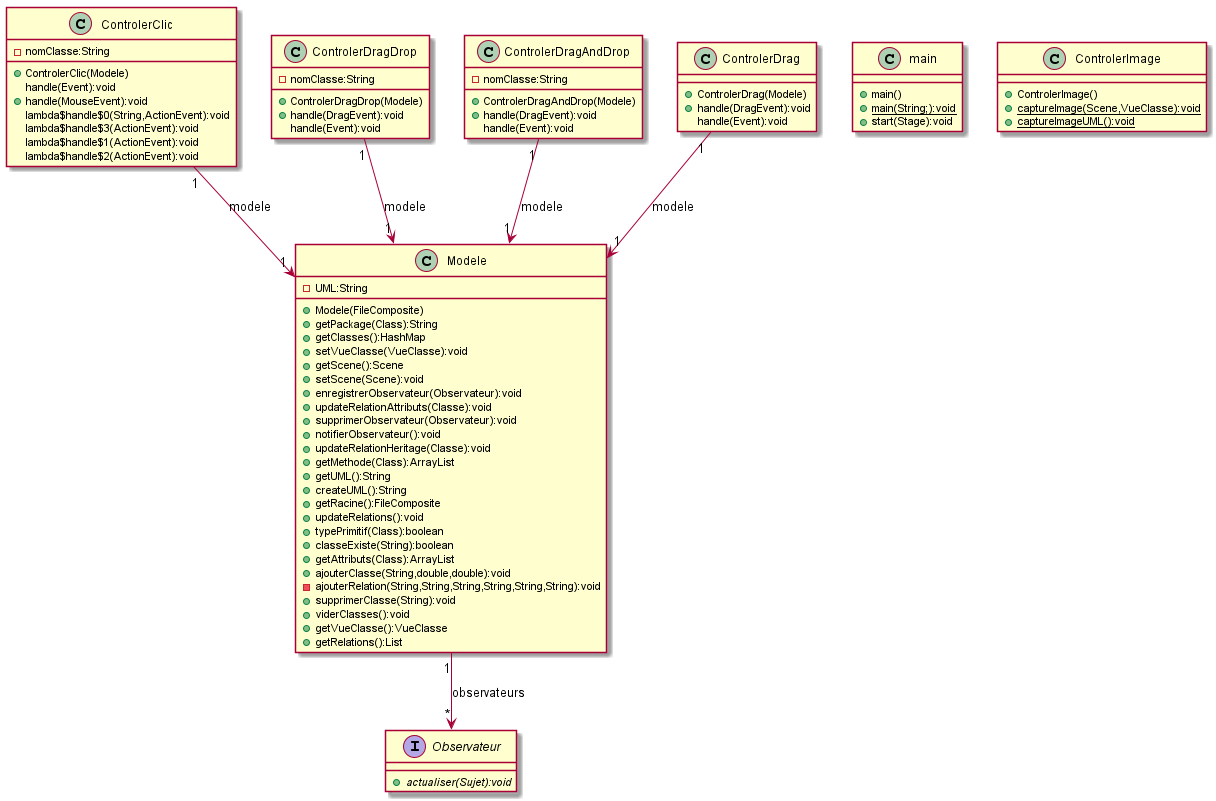 C ControlerClic
nomClasse:String
ControlerClic(Modele)
handle(Event):void
handle(MouseEvent):void
lambda$handle$0(String,ActionEvent):void
lambda$handle$3(ActionEvent):void
lambda$handle$1(ActionEvent):void
lambda$handle$2(ActionEvent):void
C ControlerDragDrop
nomClasse:String
ControlerDragDrop(Modele)
handle(DragEvent):void
handle(Event):void
C ControlerDragAndDrop
nomClasse:String
ControlerDragAndDrop(Modele)
handle(DragEvent):void
handle(Event):void
C ControlerDrag
ControlerDrag(Modele)
handle(DragEvent):void
handle(Event):void
C main
main()
main(String;):void
start(Stage):void
C ControlerImage
ControlerImage()
captureImage(Scene,VueClasse):void
captureImageUML():void
1
1
1
1
modele
modele
modele
modele
1
1
1
1
C Modele
UML:String
Modele(FileComposite)
getPackage(Class):String
getClasses():HashMap
setVueClasse(VueClasse):void
getScene():Scene
setScene(Scene):void
enregistrerObservateur(Observateur):void
updateRelationAttributs(Classe):void
supprimerObservateur(Observateur):void
notifierObservateur():void
updateRelationHeritage(Classe):void
getMethode(Class):ArrayList
getUML():String
createUML():String
getRacine():FileComposite
updateRelations():void
typePrimitif(Class):boolean
classeExiste(String):boolean
getAttributs(Class):ArrayList
ajouterClasse(String,double,double):void
ajouterRelation(String,String,String,String,String,String):void
supprimerClasse(String):void
viderClasses():void
getVueClasse():VueClasse
getRelations():List
1
observateurs
*
I Observateur
actualiser(Sujet):void